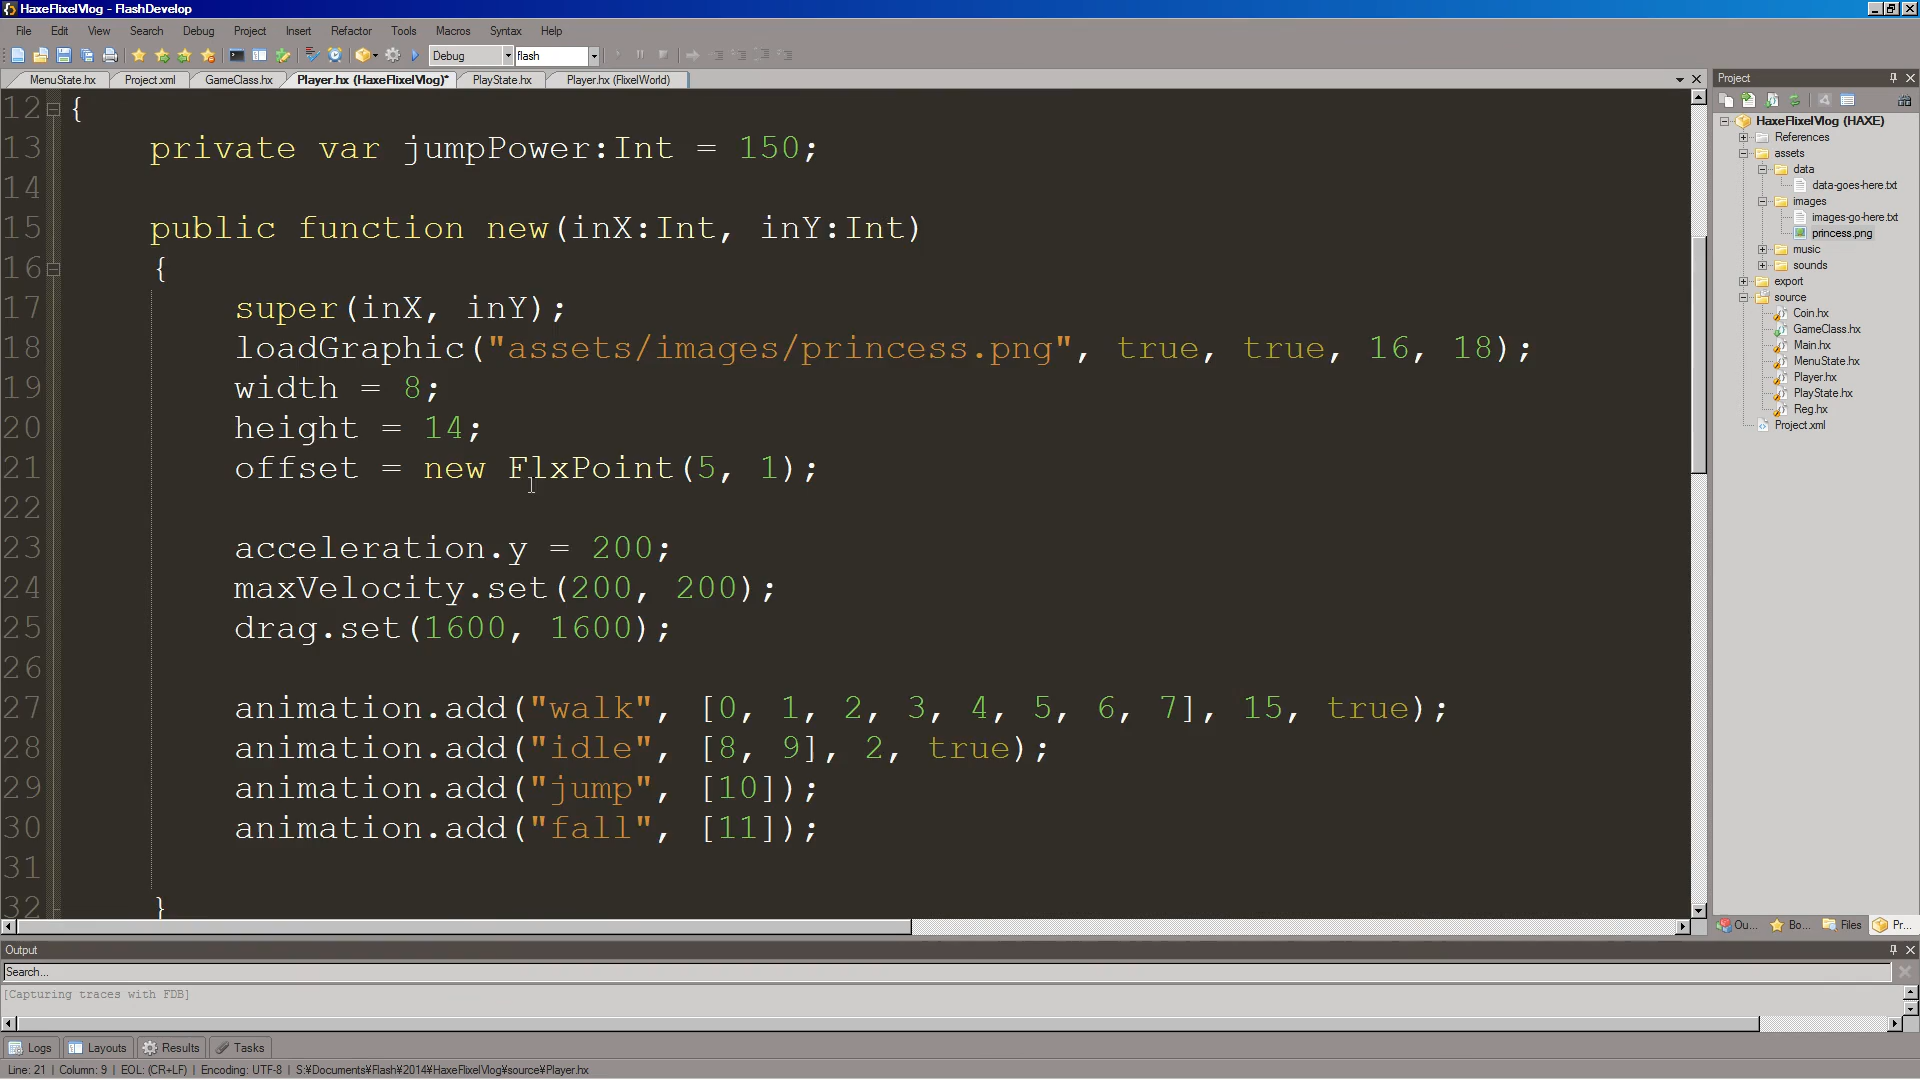 HaxeFlixelVlog - FlashDevelop
File Edit View Search Debug Project Insert Refactor Tools Macros Syntax Help
Debug flash
MenuState.hx Project.xml GameClass.hx Player.hx (HaxeFlixelVlog)* PlayState.hx Player.hx (FlixelWorld)
12 {
13 private var jumpPower:Int = 150;
14
15 public function new(inX:Int, inY:Int)
16 {
17 super(inX, inY);
18 loadGraphic("assets/images/princess.png", true, true, 16, 18);
19 width = 8;
20 height = 14;
21 offset = new FlxPoint(5, 1);
22
23 acceleration.y = 200;
24 maxVelocity.set(200, 200);
25 drag.set(1600, 1600);
26
27 animation.add("walk", [0, 1, 2, 3, 4, 5, 6, 7], 15, true);
28 animation.add("idle", [8, 9], 2, true);
29 animation.add("jump", [10]);
30 animation.add("fall", [11]);
31
32 }
Project
HaxeFlixelVlog (HAXE)
References
assets
data
data-goes-here.txt
images
images-go-here.txt
princess.png
music
sounds
export
source
Coin.hx
GameClass.hx
Main.hx
MenuState.hx
Player.hx
PlayState.hx
Reg.hx
Project.xml
Ou... Bo... Files Pr...
Output
Search...
[Capturing traces with FDB]
Logs Layouts Results Tasks
Line: 21 | Column: 9 | EOL: (CR+LF) | Encoding: UTF-8 | S:¥Documents¥Flash¥2014¥HaxeFlixelVlog¥source¥Player.hx